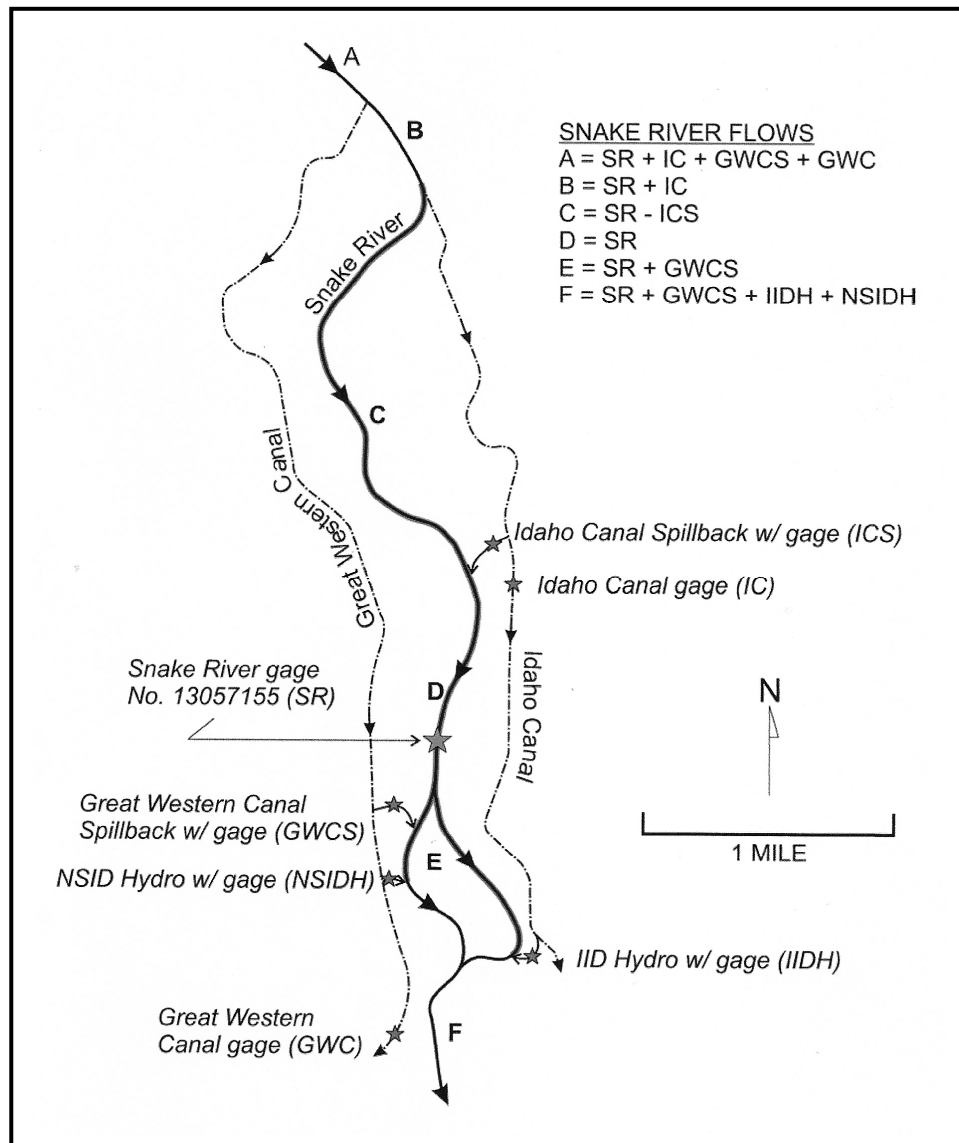 A
B
SNAKE RIVER FLOWS
A = SR + IC + GWCS + GWC
B = SR + IC
C = SR - ICS
D = SR
E = SR + GWCS
F = SR + GWCS + IIDH + NSIDH
Snake River
C
Great Western Canal
Idaho Canal Spillback w/ gage (ICS)
Idaho Canal gage (IC)
Idaho Canal
Snake River gage
No. 13057155 (SR)
D
N
Great Western Canal
Spillback w/ gage (GWCS)
1 MILE
E
NSID Hydro w/ gage (NSIDH)
IID Hydro w/ gage (IIDH)
Great Western
Canal gage (GWC)
F